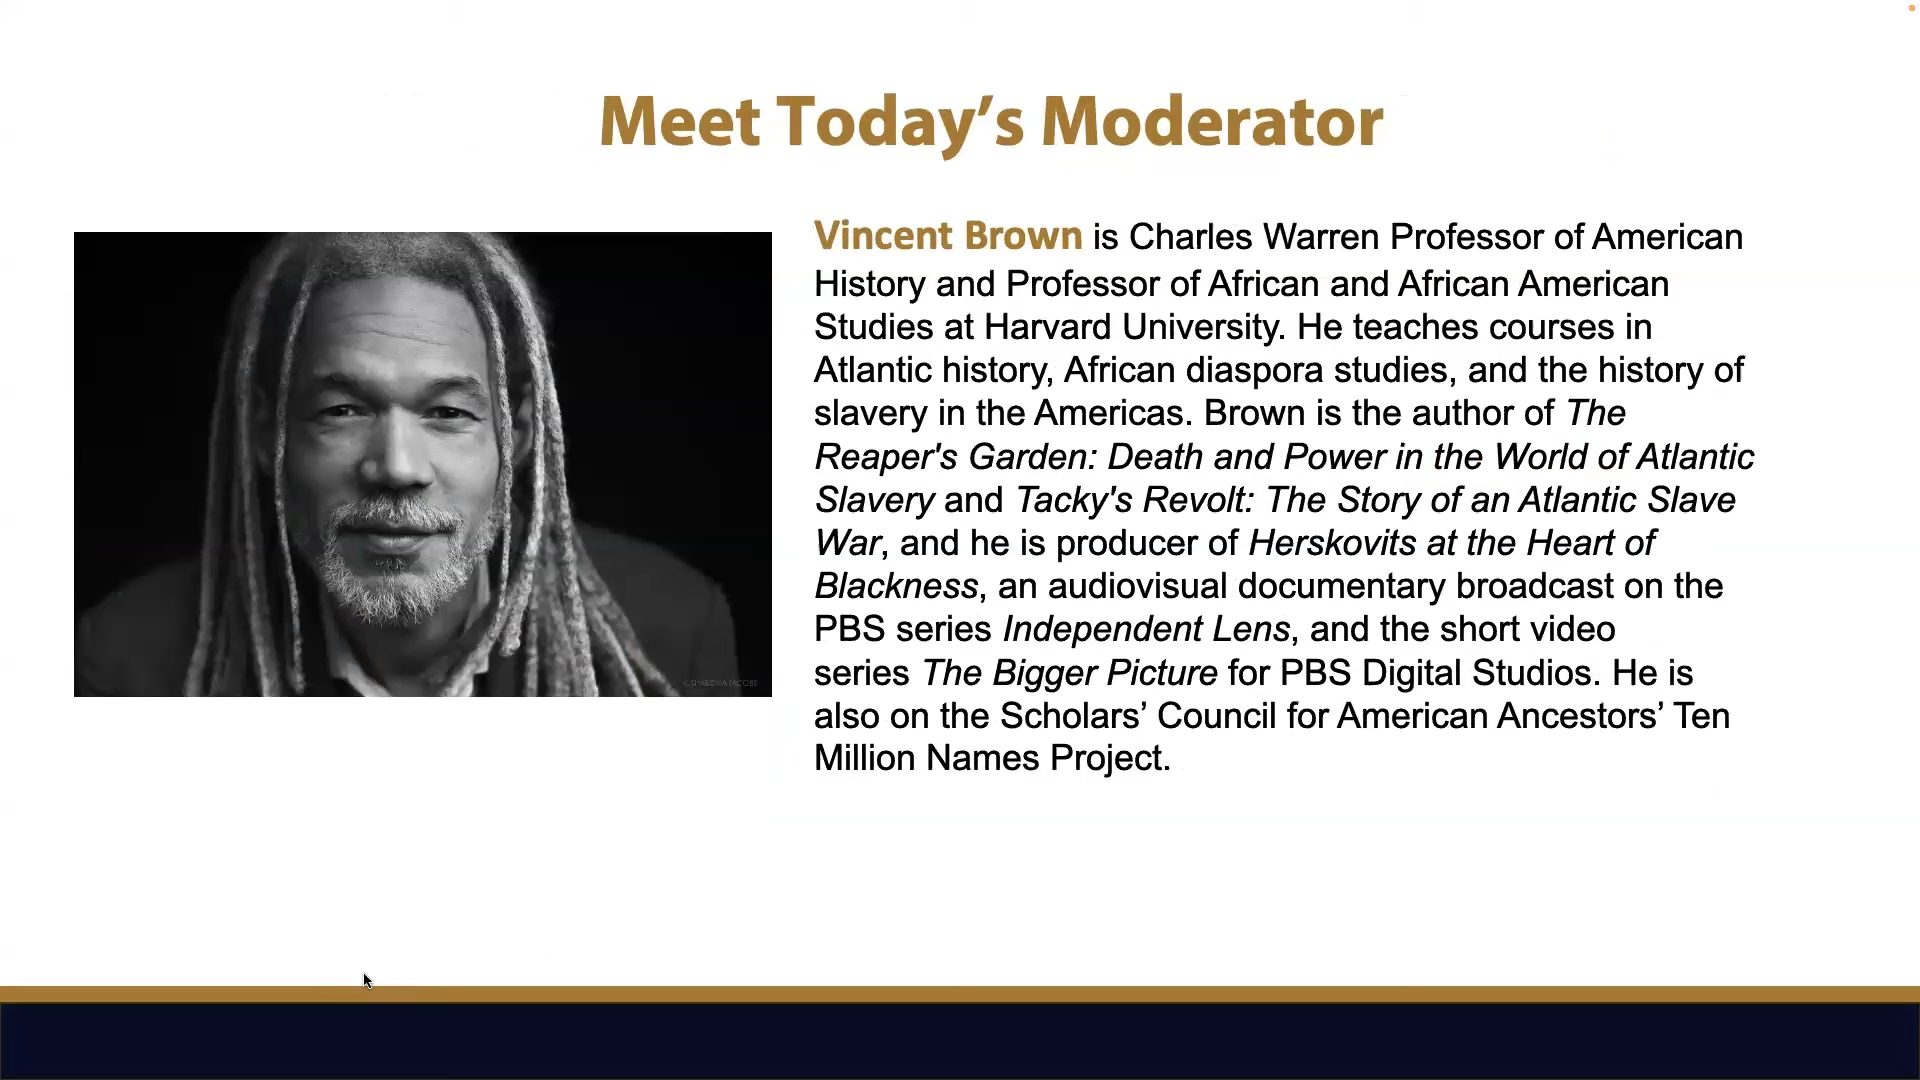 Meet Today’s Moderator
Vincent Brown is Charles Warren Professor of American
History and Professor of African and African American
Studies at Harvard University. He teaches courses in
Atlantic history, African diaspora studies, and the history of
slavery in the Americas. Brown is the author of The
Reaper's Garden: Death and Power in the World of Atlantic
Slavery and Tacky's Revolt: The Story of an Atlantic Slave
War, and he is producer of Herskovits at the Heart of
Blackness, an audiovisual documentary broadcast on the
PBS series Independent Lens, and the short video
series The Bigger Picture for PBS Digital Studios. He is
also on the Scholars’ Council for American Ancestors’ Ten
Million Names Project.